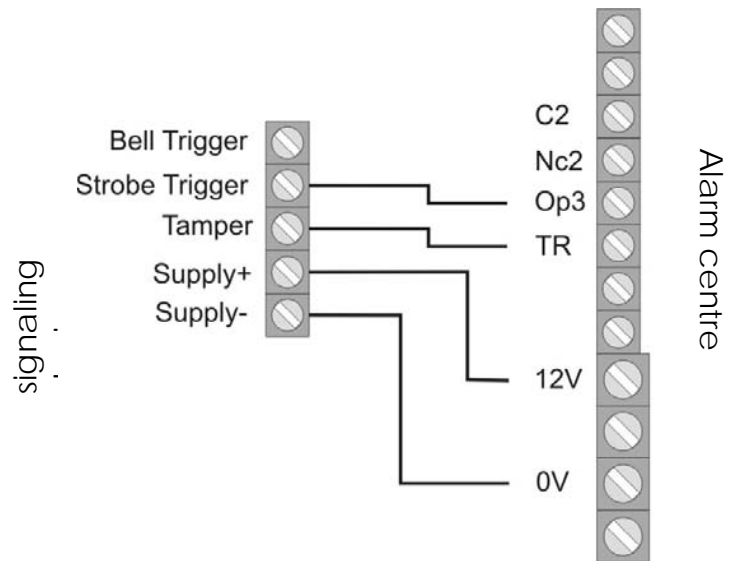 Bell Trigger
Strobe Trigger
Tamper
Supply+
Supply-
signaling
C2
Nc2
Op3
TR
12V
0V
Alarm centre